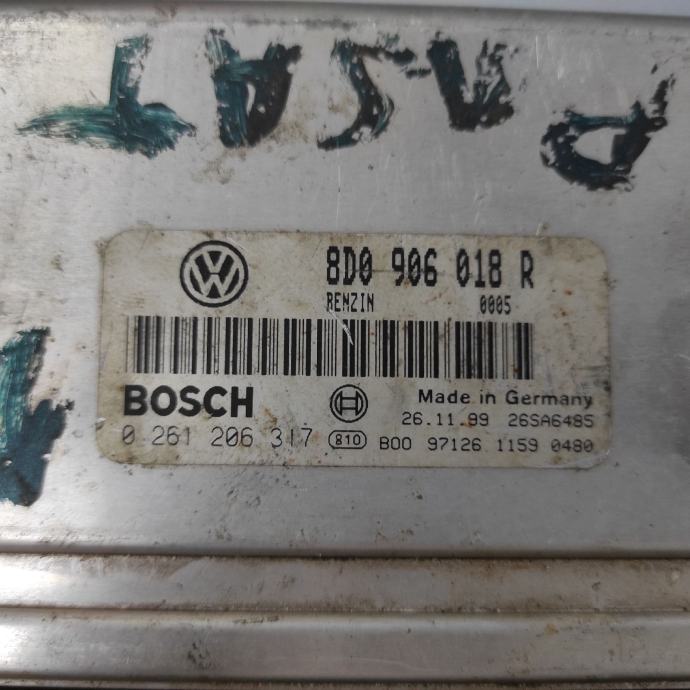 PASAT
8D0 906 018 R
BENZIN 0005
BOSCH Made in Germany
26.11.99 26SA6485
0 261 206 317 810 B00 97126 1159 0480